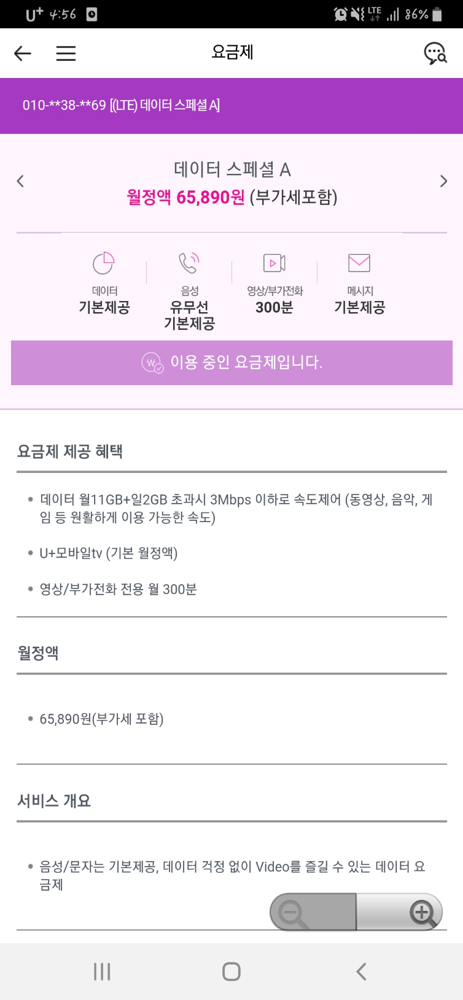 U+ 4:56 LTE 86%
요금제
010-**38-**69 [(LTE) 데이터 스페셜 A]
데이터 스페셜 A
월정액 65,890원 (부가세포함)
데이터 음성 영상/부가전화 메시지
기본제공 유무선 300분 기본제공
기본제공
이용 중인 요금제입니다.
요금제 제공 혜택
데이터 월11GB+일2GB 초과시 3Mbps 이하로 속도제어 (동영상, 음악, 게
임 등 원활하게 이용 가능한 속도)
U+모바일tv (기본 월정액)
영상/부가전화 전용 월 300분
월정액
65,890원(부가세 포함)
서비스 개요
음성/문자는 기본제공, 데이터 걱정 없이 Video를 즐길 수 있는 데이터 요
금제